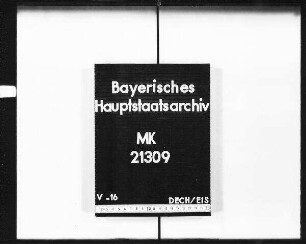 Bayerisches
Hauptstaatsarchiv
MK
21309
V -16 DECH/EIS